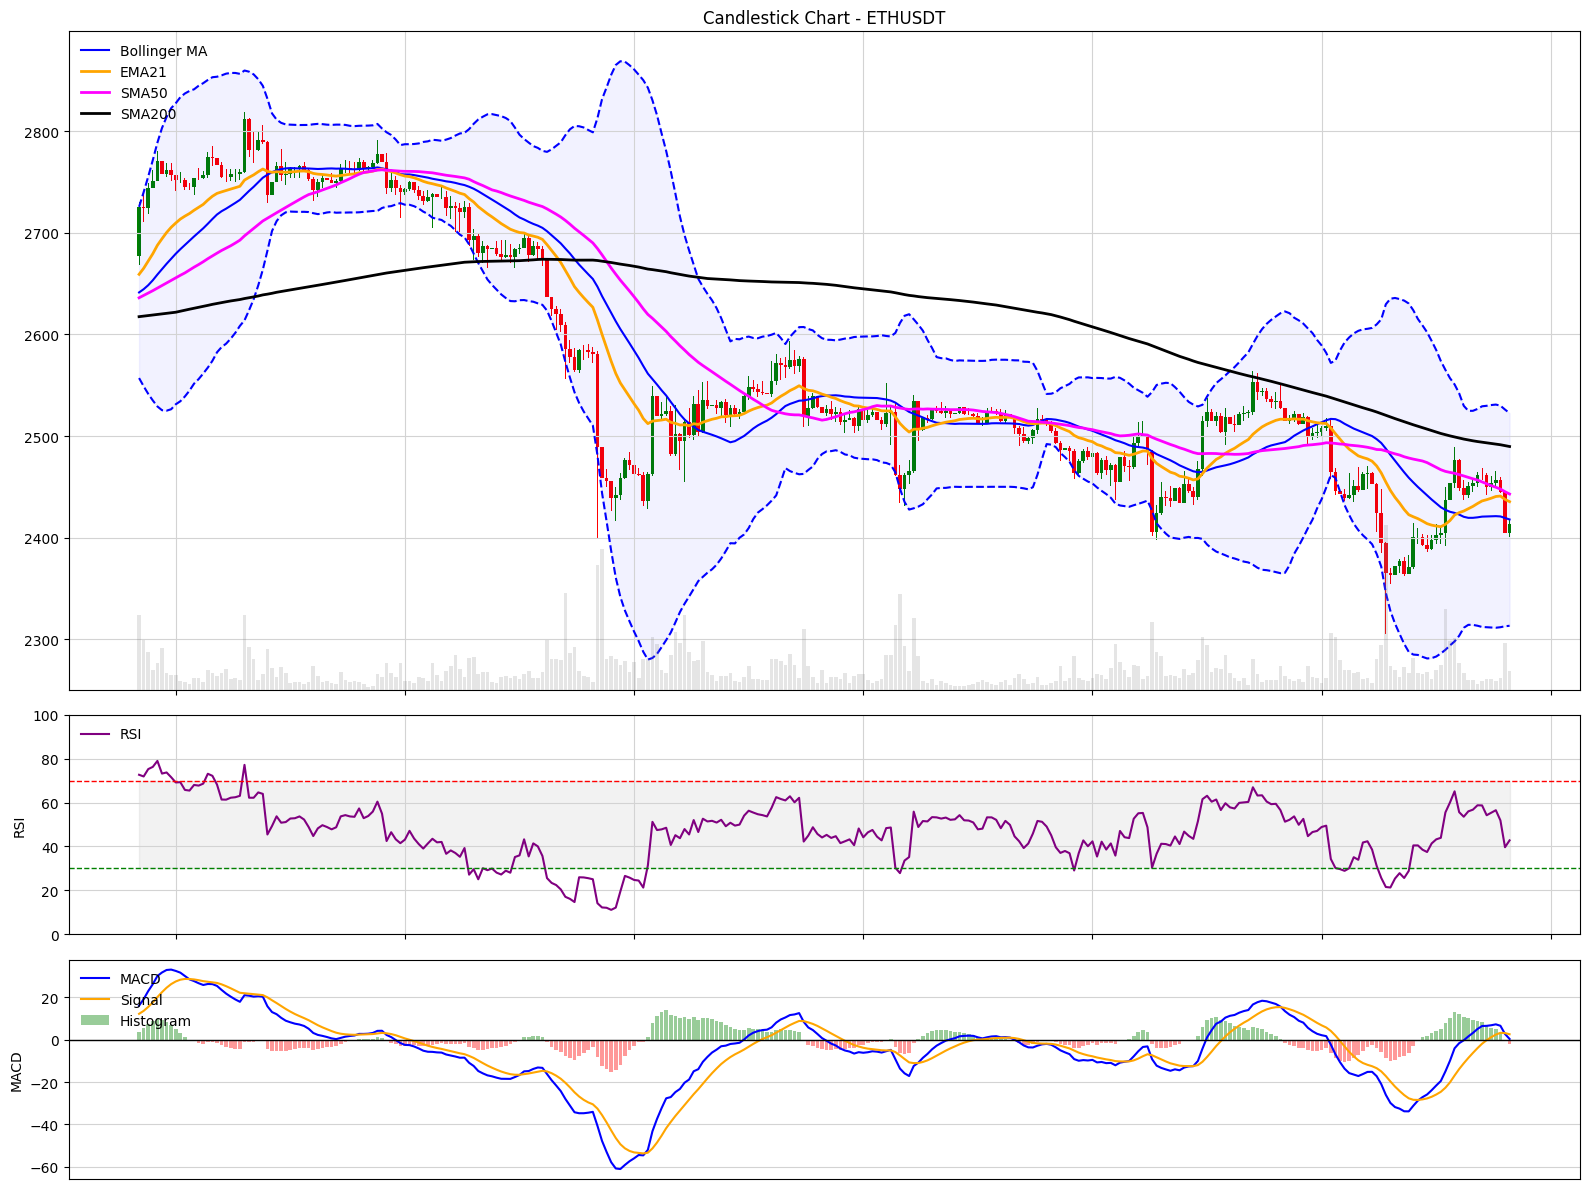 Candlestick Chart - ETHUSDT
Bollinger MA
EMA21
SMA50
SMA200
2800
2700
2600
2500
2400
2300
RSI
100
80
60
40
20
0
RSI
MACD
Signal
Histogram
20
0
−20
−40
−60
MACD